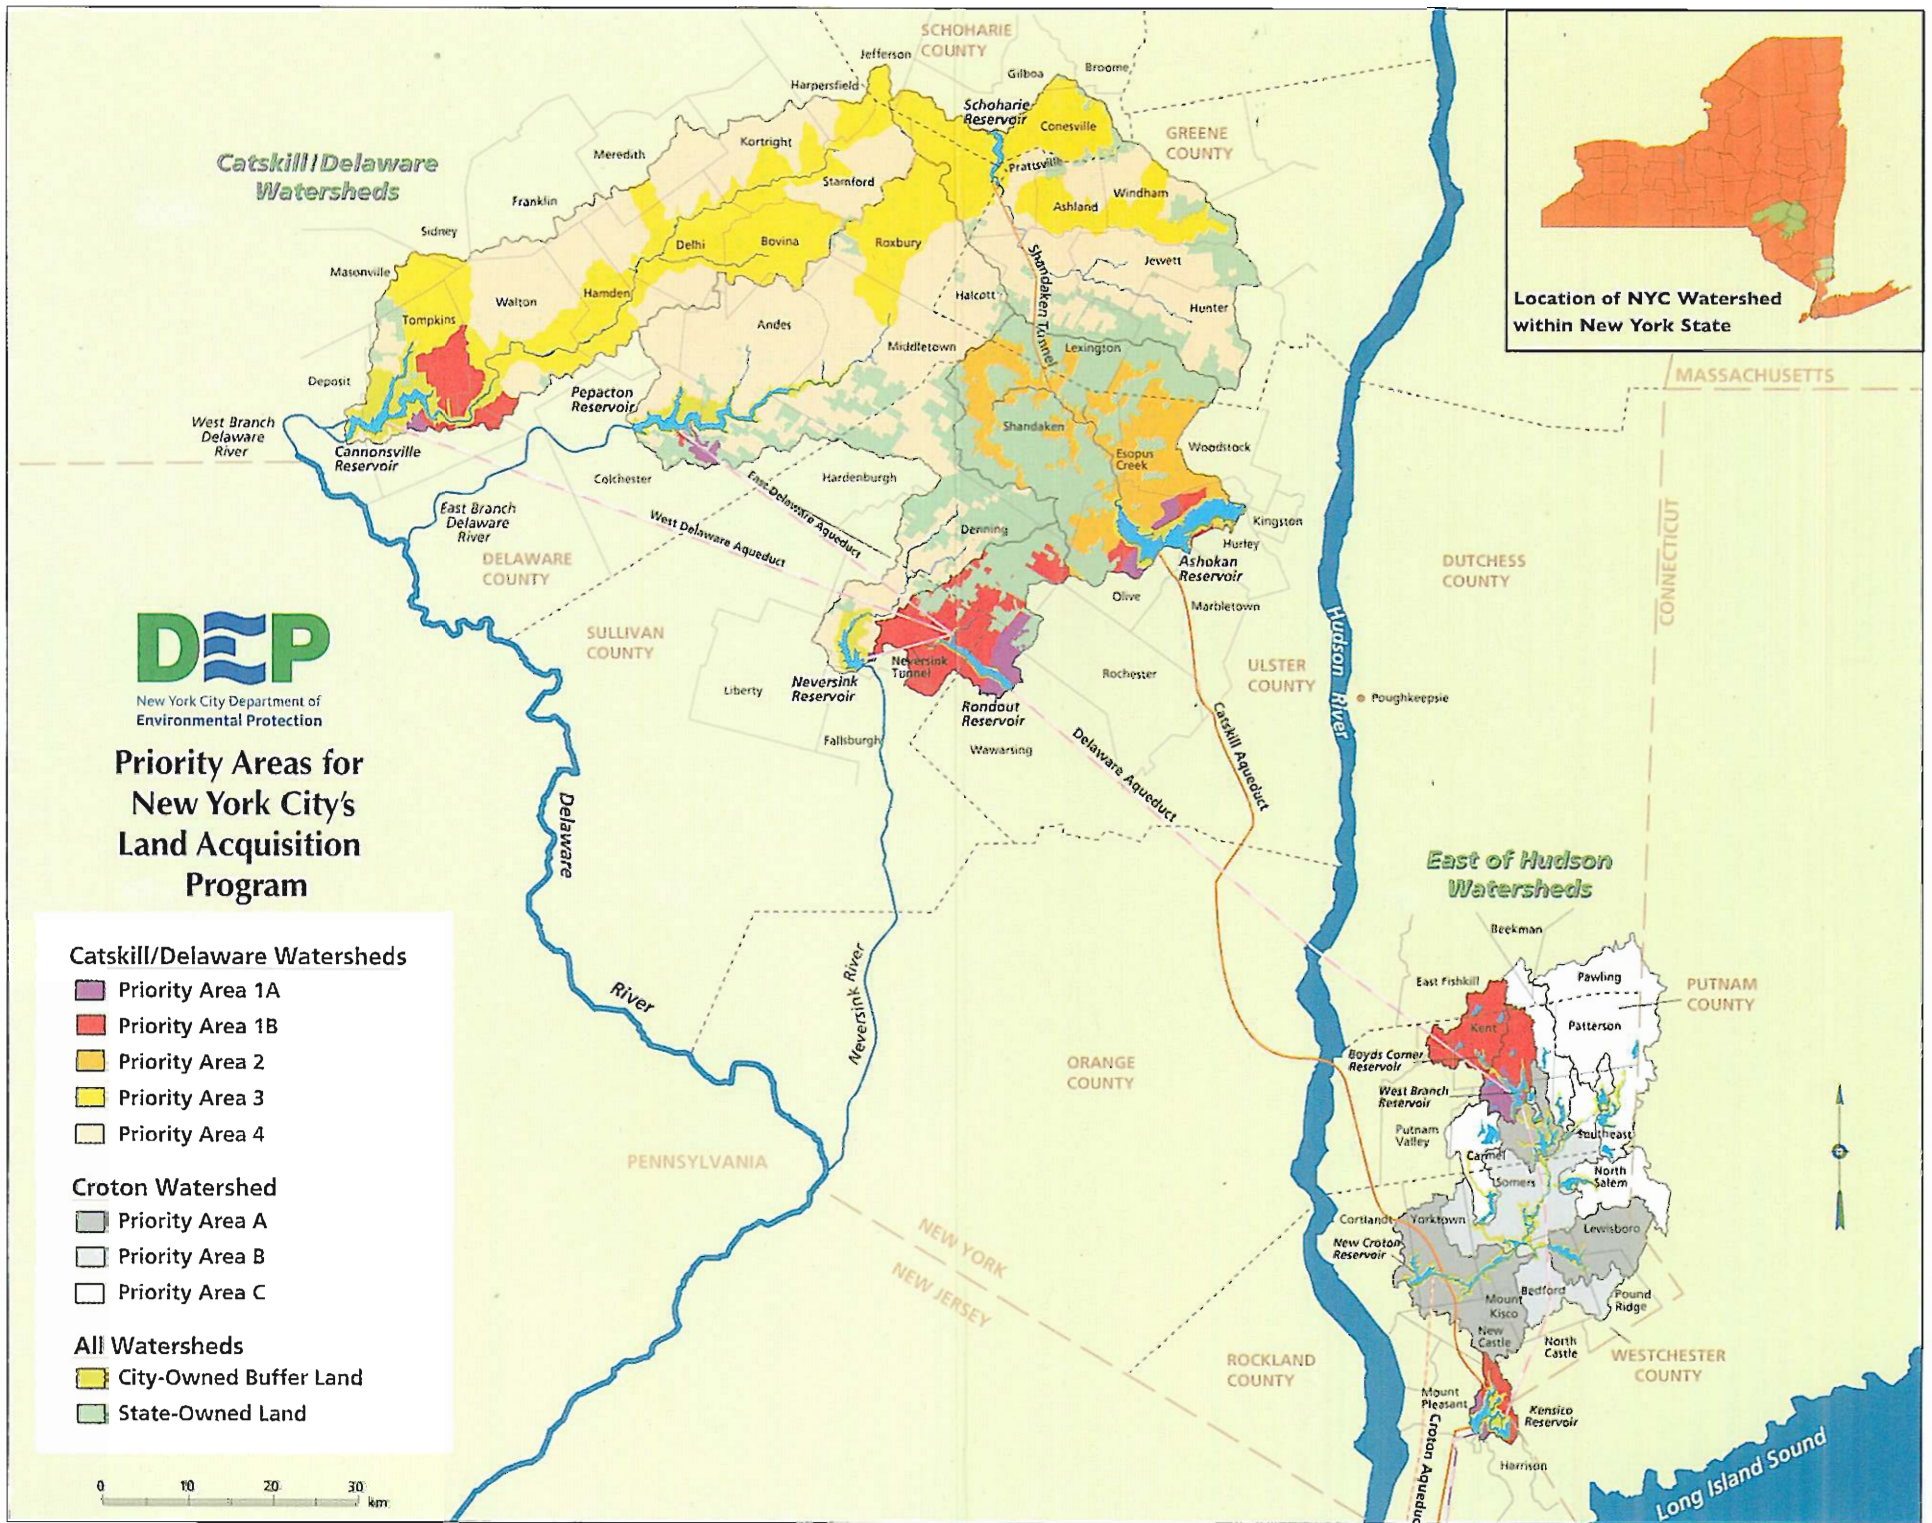 SCHOHARIE
COUNTY
Jefferson
Harpersfield
Gilboa
Broome
Schoharie
Reservoir
Conesville
GREENE
COUNTY
Catskill/Delaware
Watersheds
Meredith
Kortright
Prattsville
Stamford
Windham
Ashland
Franklin
Sidney
Delhi
Bovina
Roxbury
Masonville
Walton
Hamden
Halcott
Shandaken Tunnel
Jewett
Hunter
Tompkins
Andes
Middletown
Lexington
Deposit
Pepacton
Reservoir
West Branch
Delaware
River
Cannonsville
Reservoir
Shandaken
Esopus
Creek
Woodstock
Colchester
Hardenburgh
East Delaware Aqueduct
West Delaware Aqueduct
East Branch
Delaware
River
DELAWARE
COUNTY
Denning
Kingston
Hurley
Ashokan
Reservoir
Olive
Marbletown
SULLIVAN
COUNTY
Liberty
Neversink
Reservoir
Neversink
Tunnel
Rondout
Reservoir
Rochester
ULSTER
COUNTY
Fallsburgh
Wawarsing
Delaware Aqueduct
Catskill Aqueduct
Hudson River
Poughkeepsie
DUTCHESS
COUNTY
CONNECTICUT
MASSACHUSETTS
Location of NYC Watershed
within New York State
DEP
New York City Department of
Environmental Protection
Priority Areas for
New York City's
Land Acquisition
Program
Catskill/Delaware Watersheds
Priority Area 1A
Priority Area 1B
Priority Area 2
Priority Area 3
Priority Area 4
Croton Watershed
Priority Area A
Priority Area B
Priority Area C
All Watersheds
City-Owned Buffer Land
State-Owned Land
0 10 20 30 km
Delaware
River
Neversink River
PENNSYLVANIA
NEW YORK
NEW JERSEY
ORANGE
COUNTY
ROCKLAND
COUNTY
East of Hudson
Watersheds
Beekman
East Fishkill
Pawling
PUTNAM
COUNTY
Kent
Patterson
Boyds Corner
Reservoir
West Branch
Reservoir
Putnam
Valley
Southeast
Carmel
North
Salem
Somers
Cortlandt
Yorktown
Lewisboro
New Croton
Reservoir
Bedford
Mount
Kisco
Pound
Ridge
New
Castle
North
Castle
WESTCHESTER
COUNTY
Mount
Pleasant
Kensico
Reservoir
Croton Aqueduc
Harrison
Long Island Sound